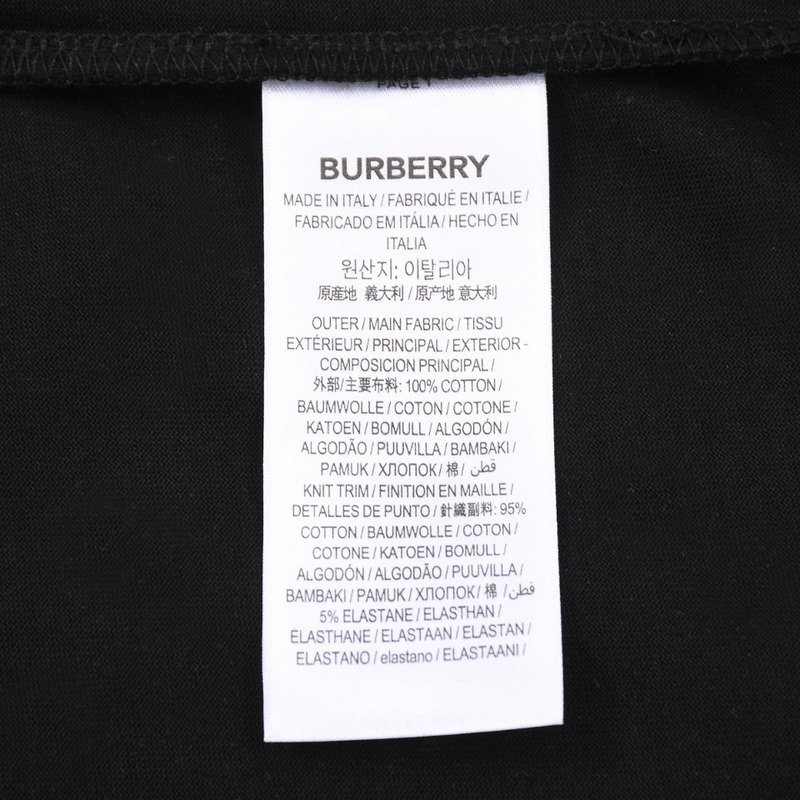 PAGE 1
BURBERRY
MADE IN ITALY / FABRIQUÉ EN ITALIE /
FABRICADO EM ITÁLIA / HECHO EN
ITALIA
원산지: 이탈리아
原産地 義大利 / 原产地 意大利
OUTER / MAIN FABRIC / TISSU
EXTÉRIEUR / PRINCIPAL / EXTERIOR -
COMPOSICION PRINCIPAL /
外部/主要布料: 100% COTTON /
BAUMWOLLE / COTON / COTONE /
KATOEN / BOMULL / ALGODÓN /
ALGODÃO / PUUVILLA / BAMBAKI /
PAMUK / ХЛОПОК / 棉 / قطن
KNIT TRIM / FINITION EN MAILLE /
DETALLES DE PUNTO / 針織副料: 95%
COTTON / BAUMWOLLE / COTON /
COTONE / KATOEN / BOMULL /
ALGODÓN / ALGODÃO / PUUVILLA /
BAMBAKI / PAMUK / ХЛОПОК / 棉 / قطن
5% ELASTANE / ELASTHAN /
ÉLASTHANE / ELASTAAN / ELASTAN /
ELASTANO / elastano / ELASTAANI /